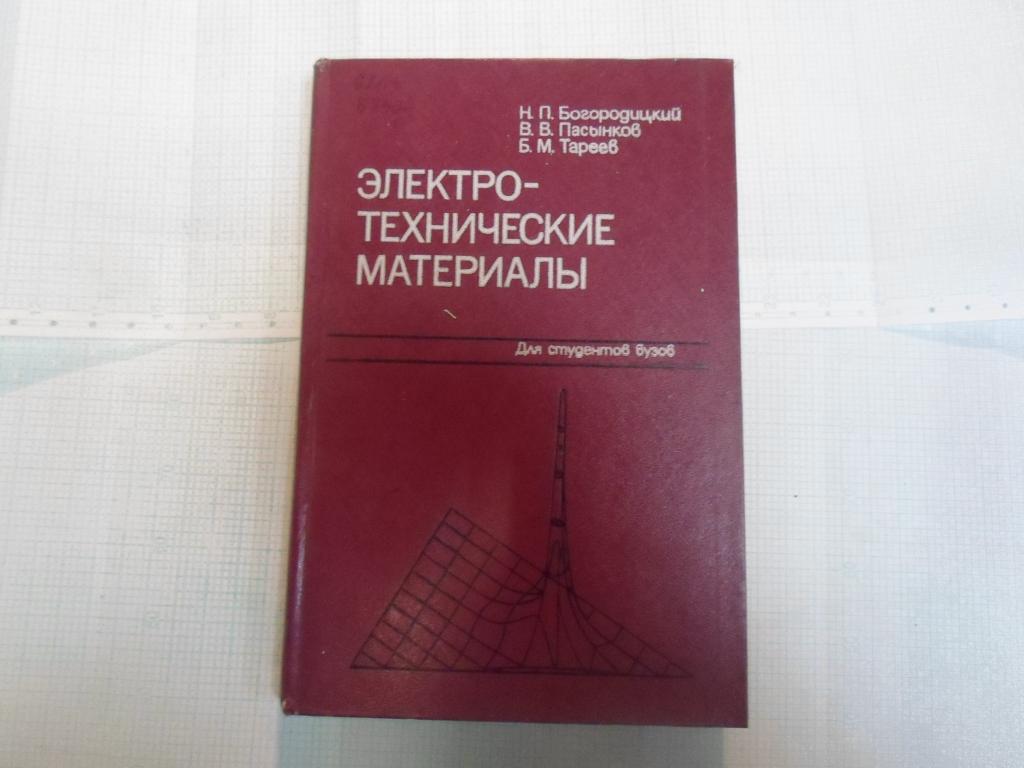 Н. П. Богородицкий
В. В. Пасынков
Б. М. Тареев
ЭЛЕКТРО-
ТЕХНИЧЕСКИЕ
МАТЕРИАЛЫ
Для студентов вузов